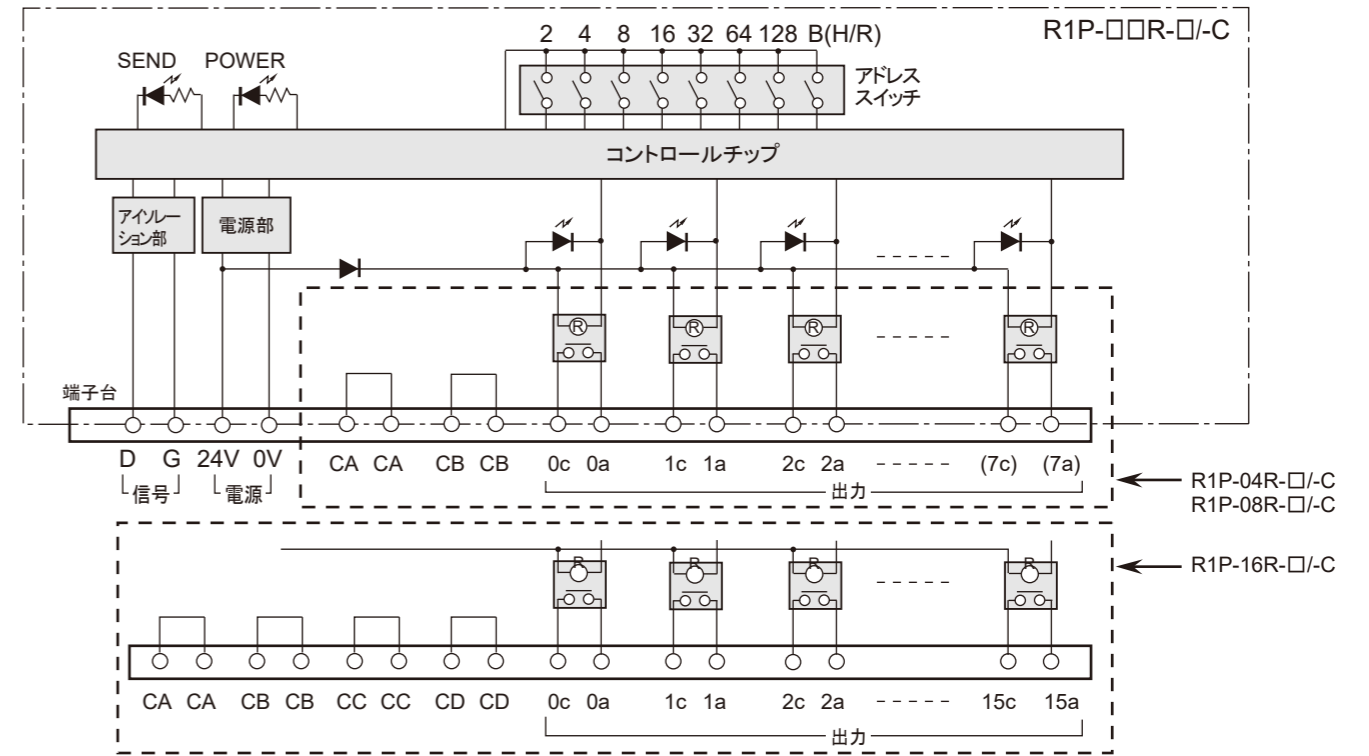 R1P-□□R-□/-C
2 4 8 16 32 64 128 B(H/R)
SEND POWER
アドレス
スイッチ
コントロールチップ
アイソレー
ション部
電源部
R R R R
端子台
D G 24V 0V CA CA CB CB 0c 0a 1c 1a 2c 2a (7c) (7a)
信号 電源 出力
R1P-04R-□/-C
R1P-08R-□/-C
R1P-16R-□/-C
R R R R
CA CA CB CB CC CC CD CD 0c 0a 1c 1a 2c 2a 15c 15a
出力